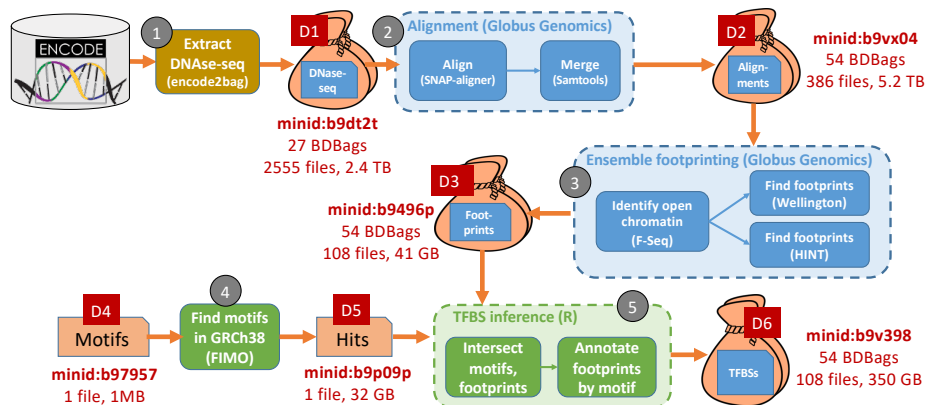 ENCODE
1
Extract
DNAse-seq
(encode2bag)
D1
DNase-
seq
minid:b9dt2t
27 BDBags
2555 files, 2.4 TB
2
Alignment (Globus Genomics)
Align
(SNAP-aligner)
Merge
(Samtools)
D2
Align-
ments
minid:b9vx04
54 BDBags
386 files, 5.2 TB
Ensemble footprinting (Globus Genomics)
3
Identify open
chromatin
(F-Seq)
Find footprints
(Wellington)
Find footprints
(HINT)
D3
Foot-
prints
minid:b9496p
54 BDBags
108 files, 41 GB
D4
Motifs
minid:b97957
1 file, 1MB
4
Find motifs
in GRCh38
(FIMO)
D5
Hits
minid:b9p09p
1 file, 32 GB
5
TFBS inference (R)
Intersect
motifs,
footprints
Annotate
footprints
by motif
D6
TFBSs
minid:b9v398
54 BDBags
108 files, 350 GB